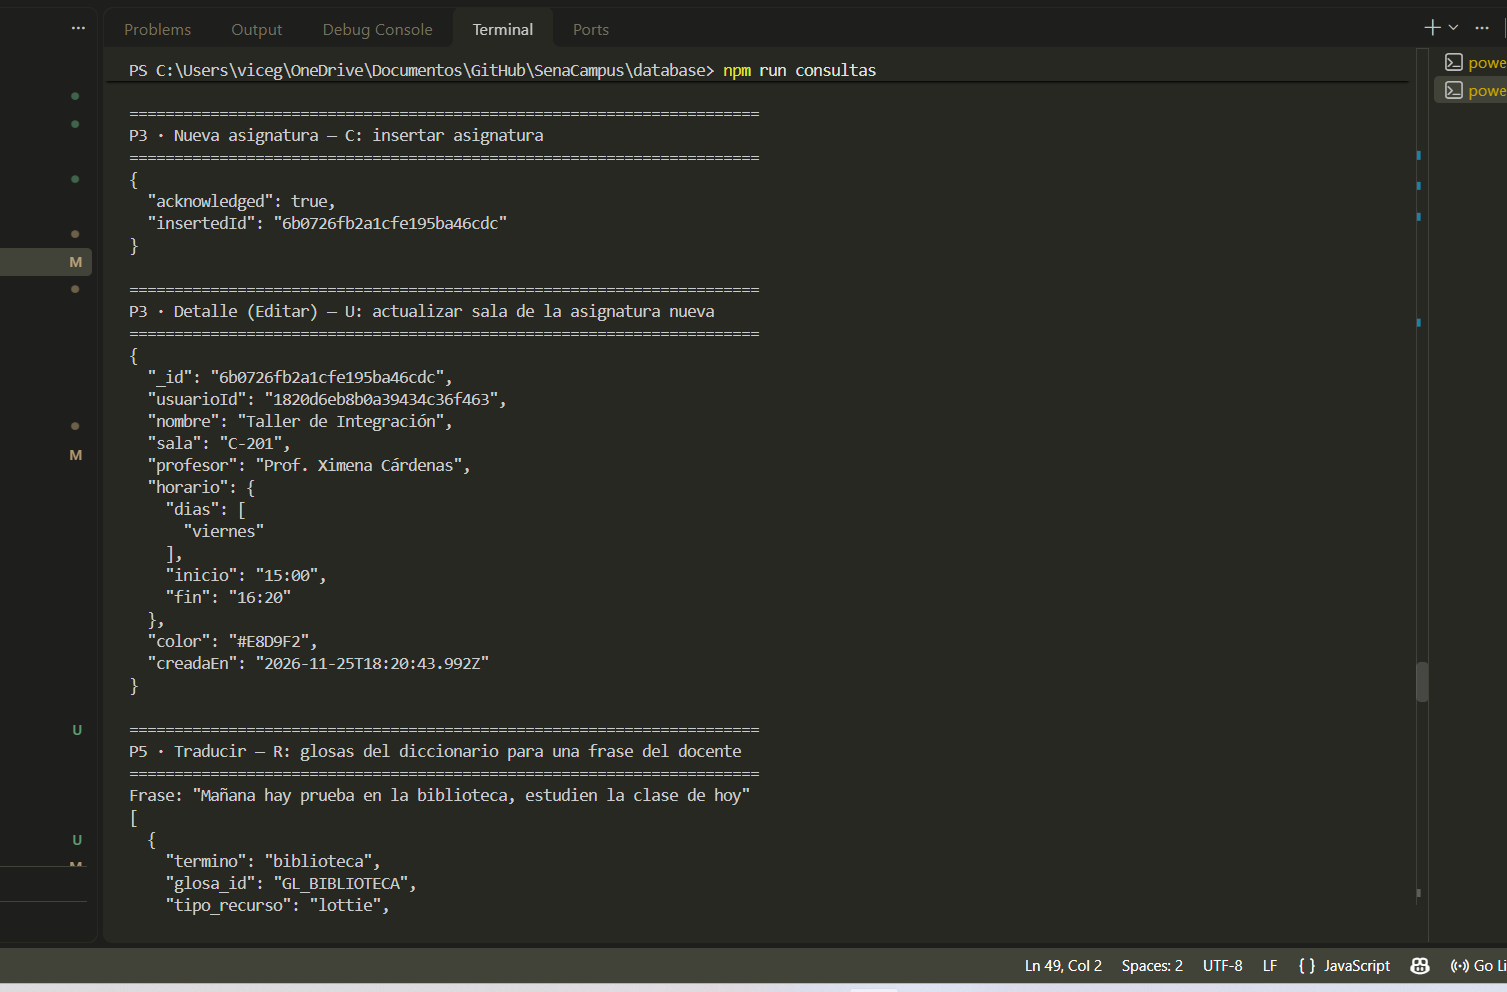 Problems Output Debug Console Terminal Ports
PS C:\Users\viceg\OneDrive\Documentos\GitHub\SenaCampus\database> npm run consultas
powe
powe
======================================================================
P3 · Nueva asignatura — C: insertar asignatura
======================================================================
{
"acknowledged": true,
"insertedId": "6b0726fb2a1cfe195ba46cdc"
}
======================================================================
P3 · Detalle (Editar) — U: actualizar sala de la asignatura nueva
======================================================================
{
"_id": "6b0726fb2a1cfe195ba46cdc",
"usuarioId": "1820d6eb8b0a39434c36f463",
"nombre": "Taller de Integración",
"sala": "C-201",
"profesor": "Prof. Ximena Cárdenas",
"horario": {
"dias": [
"viernes"
],
"inicio": "15:00",
"fin": "16:20"
},
"color": "#E8D9F2",
"creadaEn": "2026-11-25T18:20:43.992Z"
}
======================================================================
P5 · Traducir — R: glosas del diccionario para una frase del docente
======================================================================
Frase: "Mañana hay prueba en la biblioteca, estudien la clase de hoy"
[
{
"termino": "biblioteca",
"glosa_id": "GL_BIBLIOTECA",
"tipo_recurso": "lottie",
M
M
U
U
Ln 49, Col 2 Spaces: 2 UTF-8 LF { } JavaScript Go Li